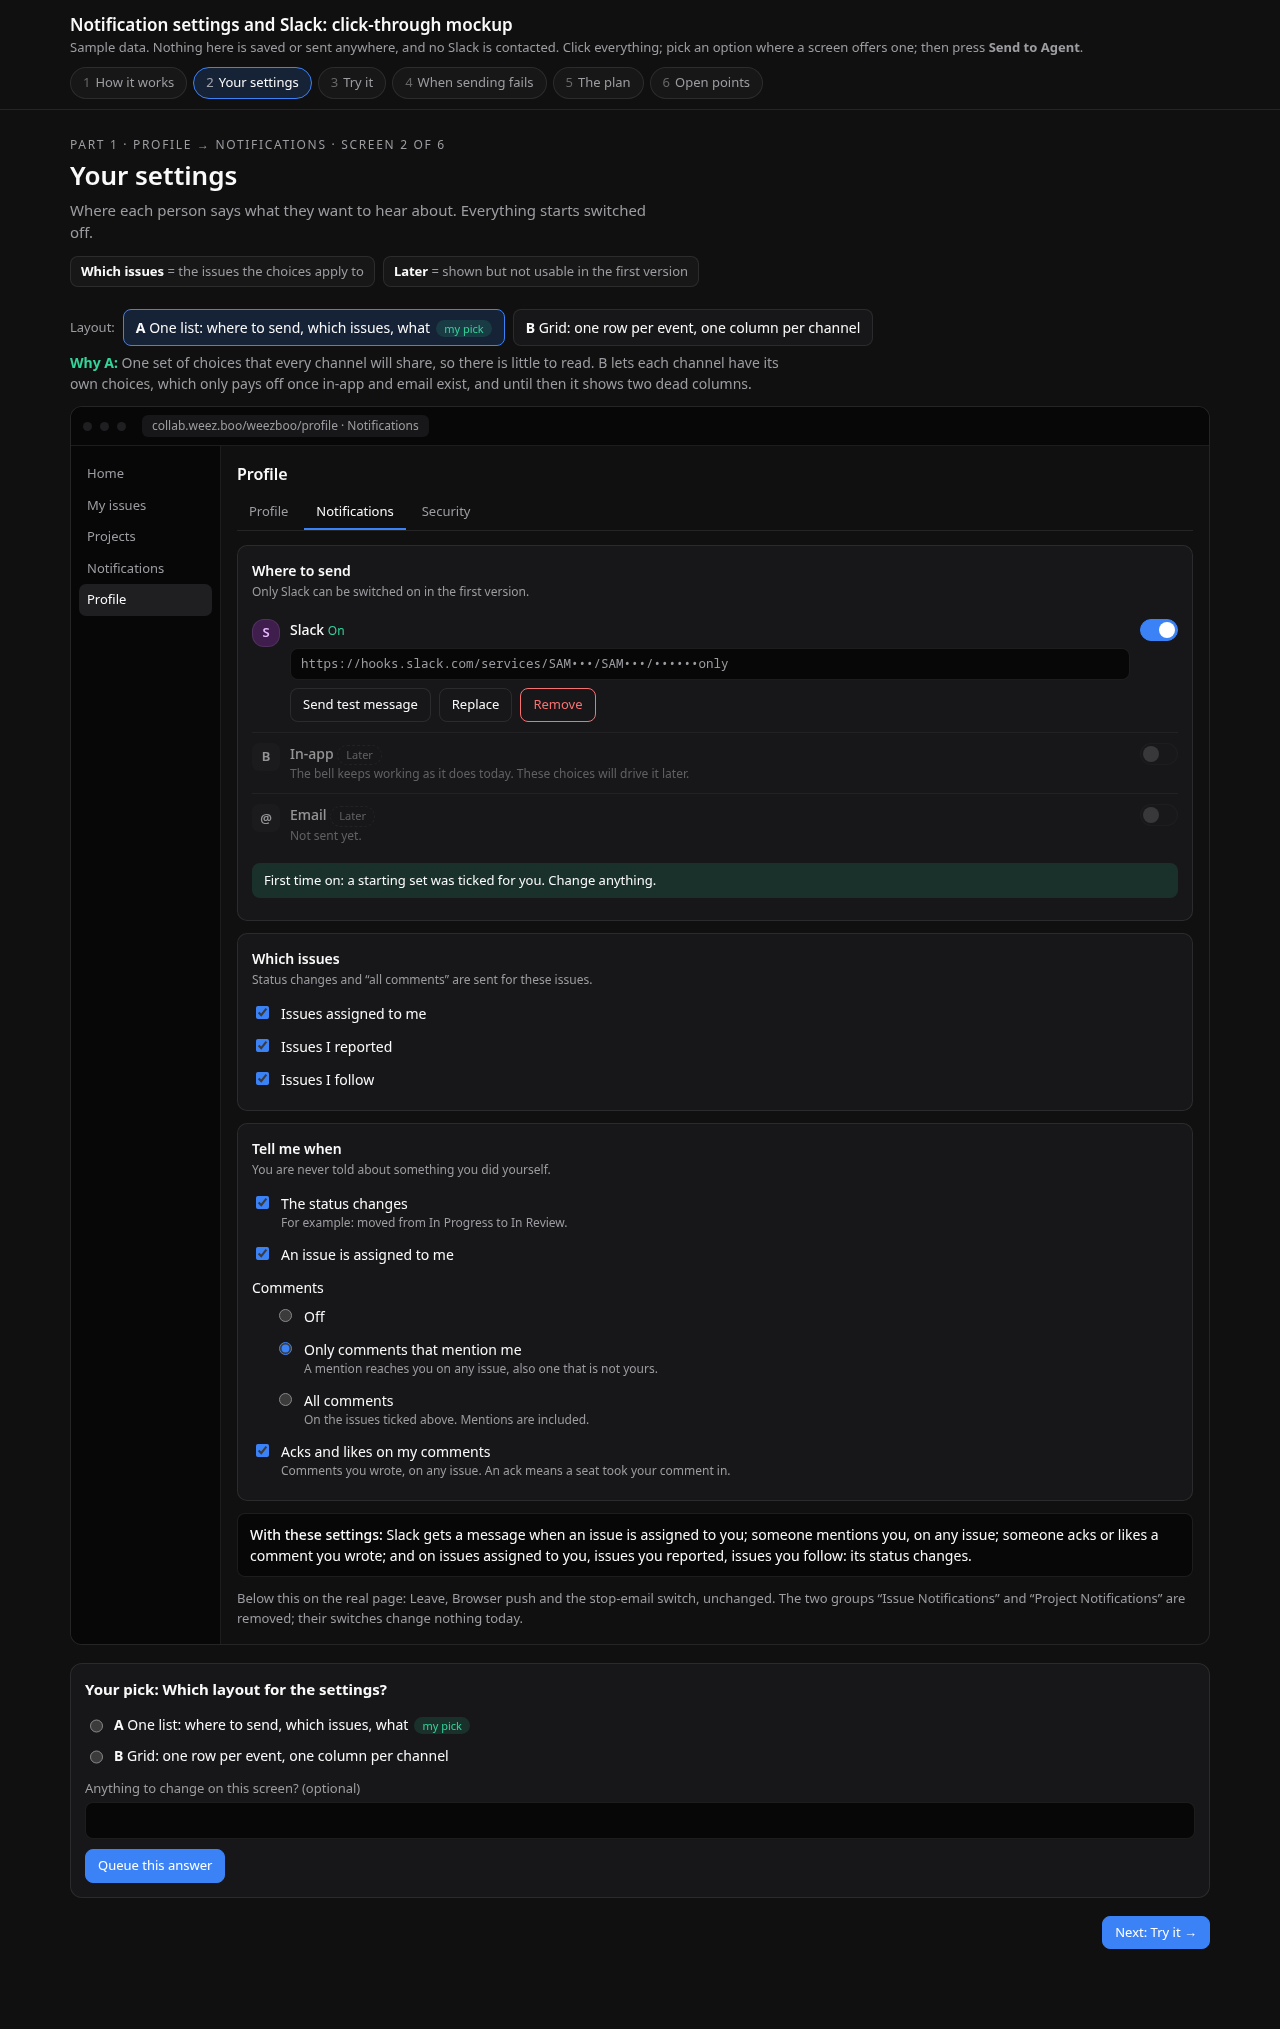 Notification settings and Slack: click-through mockup
Sample data. Nothing here is saved or sent anywhere, and no Slack is contacted. Click everything; pick an option where a screen offers one; then press Send to Agent.
1 How it works
2 Your settings
3 Try it
4 When sending fails
5 The plan
6 Open points
PART 1 · PROFILE → NOTIFICATIONS · SCREEN 2 OF 6
Your settings
Where each person says what they want to hear about. Everything starts switched
off.
Which issues = the issues the choices apply to
Later = shown but not usable in the first version
Layout:
A One list: where to send, which issues, what my pick
B Grid: one row per event, one column per channel
Why A: One set of choices that every channel will share, so there is little to read. B lets each channel have its
own choices, which only pays off once in-app and email exist, and until then it shows two dead columns.
collab.weez.boo/weezboo/profile · Notifications
Home
My issues
Projects
Notifications
Profile
Profile
Profile
Notifications
Security
Where to send
Only Slack can be switched on in the first version.
S
Slack On
https://hooks.slack.com/services/SAM•••/SAM•••/••••••only
Send test message
Replace
Remove
B
In-app Later
The bell keeps working as it does today. These choices will drive it later.
@
Email Later
Not sent yet.
First time on: a starting set was ticked for you. Change anything.
Which issues
Status changes and “all comments” are sent for these issues.
Issues assigned to me
Issues I reported
Issues I follow
Tell me when
You are never told about something you did yourself.
The status changes
For example: moved from In Progress to In Review.
An issue is assigned to me
Comments
Off
Only comments that mention me
A mention reaches you on any issue, also one that is not yours.
All comments
On the issues ticked above. Mentions are included.
Acks and likes on my comments
Comments you wrote, on any issue. An ack means a seat took your comment in.
With these settings: Slack gets a message when an issue is assigned to you; someone mentions you, on any issue; someone acks or likes a
comment you wrote; and on issues assigned to you, issues you reported, issues you follow: its status changes.
Below this on the real page: Leave, Browser push and the stop-email switch, unchanged. The two groups “Issue Notifications” and “Project Notifications” are
removed; their switches change nothing today.
Your pick: Which layout for the settings?
A One list: where to send, which issues, what my pick
B Grid: one row per event, one column per channel
Anything to change on this screen? (optional)
Queue this answer
Next: Try it →